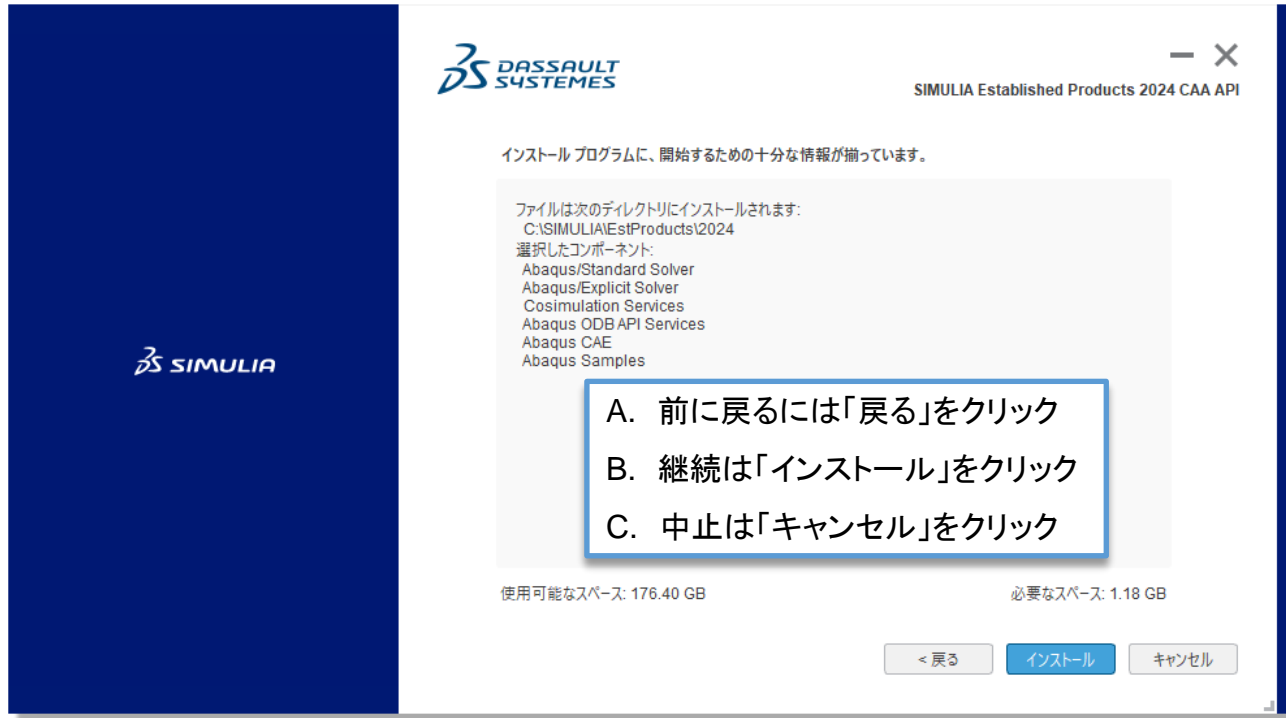 DASSAULT
SYSTEMES
SIMULIA Established Products 2024 CAA API
インストール プログラムに、開始するための十分な情報が揃っています。
ファイルは次のディレクトリにインストールされます:
C:\SIMULIA\EstProducts\2024
選択したコンポーネント:
Abaqus/Standard Solver
Abaqus/Explicit Solver
Cosimulation Services
Abaqus ODB API Services
Abaqus CAE
Abaqus Samples
SIMULIA
A. 前に戻るには「戻る」をクリック
B. 継続は「インストール」をクリック
C. 中止は「キャンセル」をクリック
使用可能なスペース: 176.40 GB
必要なスペース: 1.18 GB
< 戻る
インストール
キャンセル